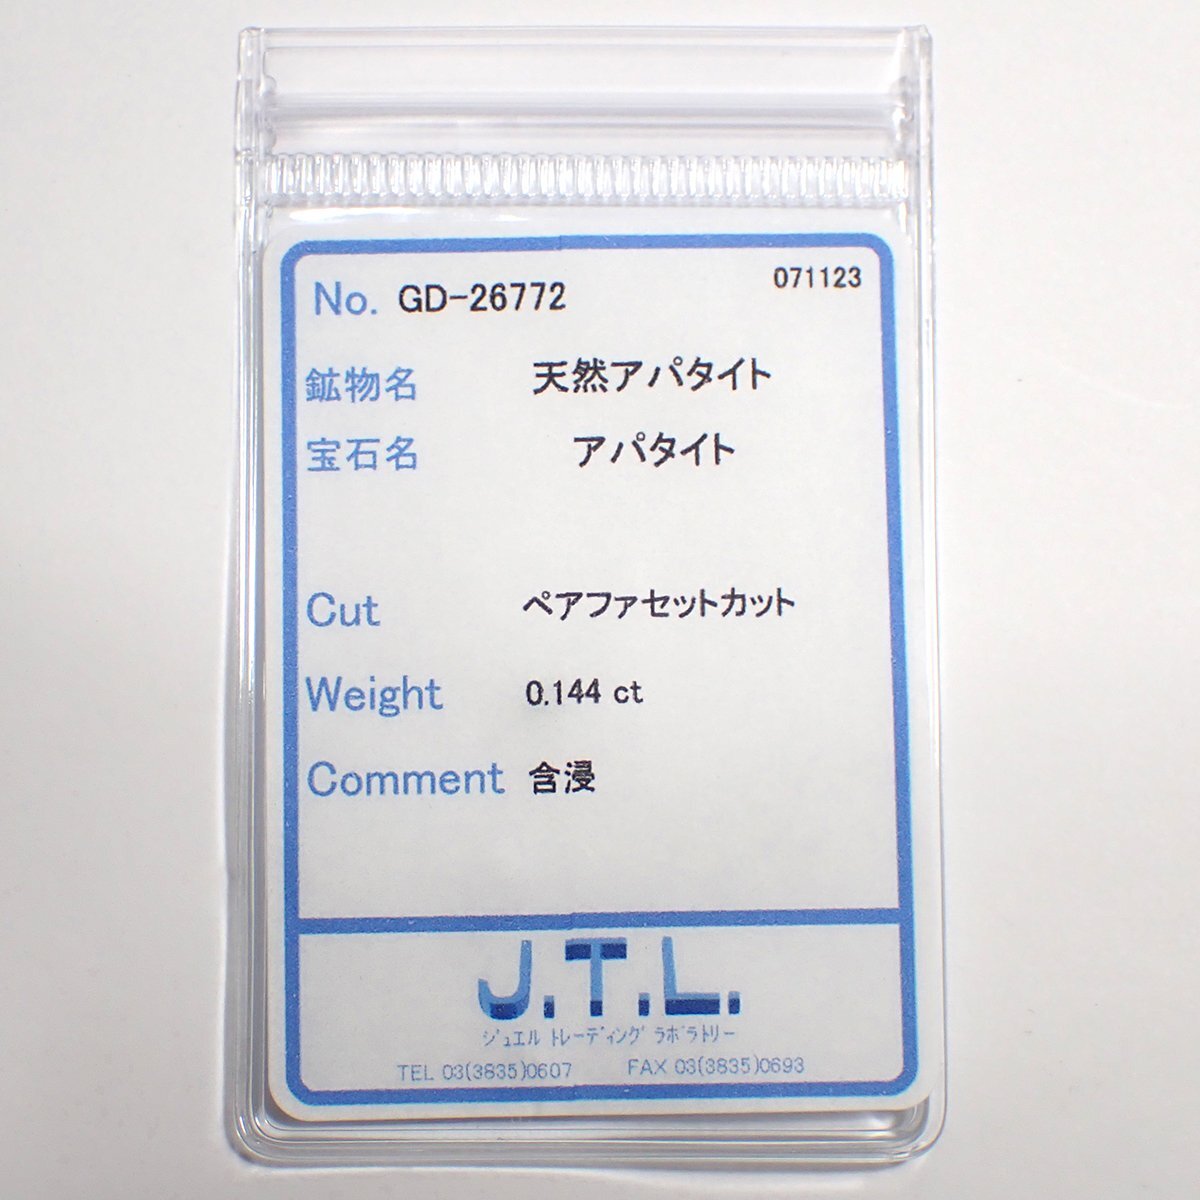 No. GD-26772 071123
鉱物名 天然アパタイト
宝石名 アパタイト
Cut ペアファセットカット
Weight 0.144 ct
Comment 含浸
J.T.L.
ジュエル トレーディング ラボラトリー
TEL 03(3835)0607 FAX 03(3835)0693